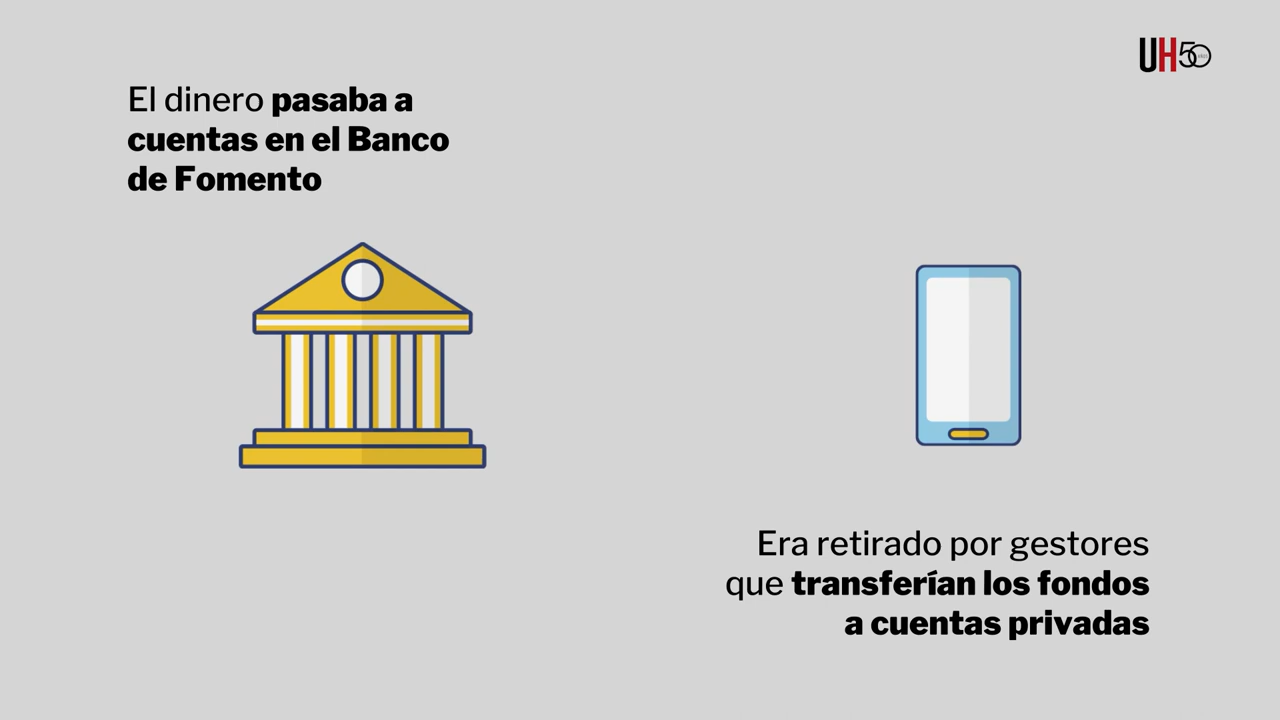 UH50
El dinero pasaba a
cuentas en el Banco
de Fomento
Era retirado por gestores
que transferían los fondos
a cuentas privadas